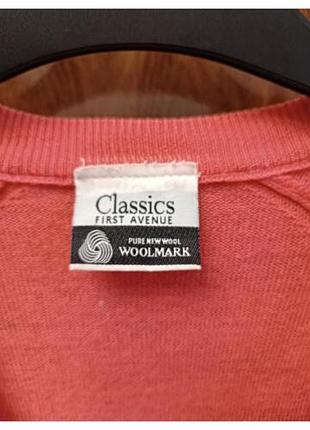 Classics
FIRST AVENUE
PURE NEW WOOL
WOOLMARK